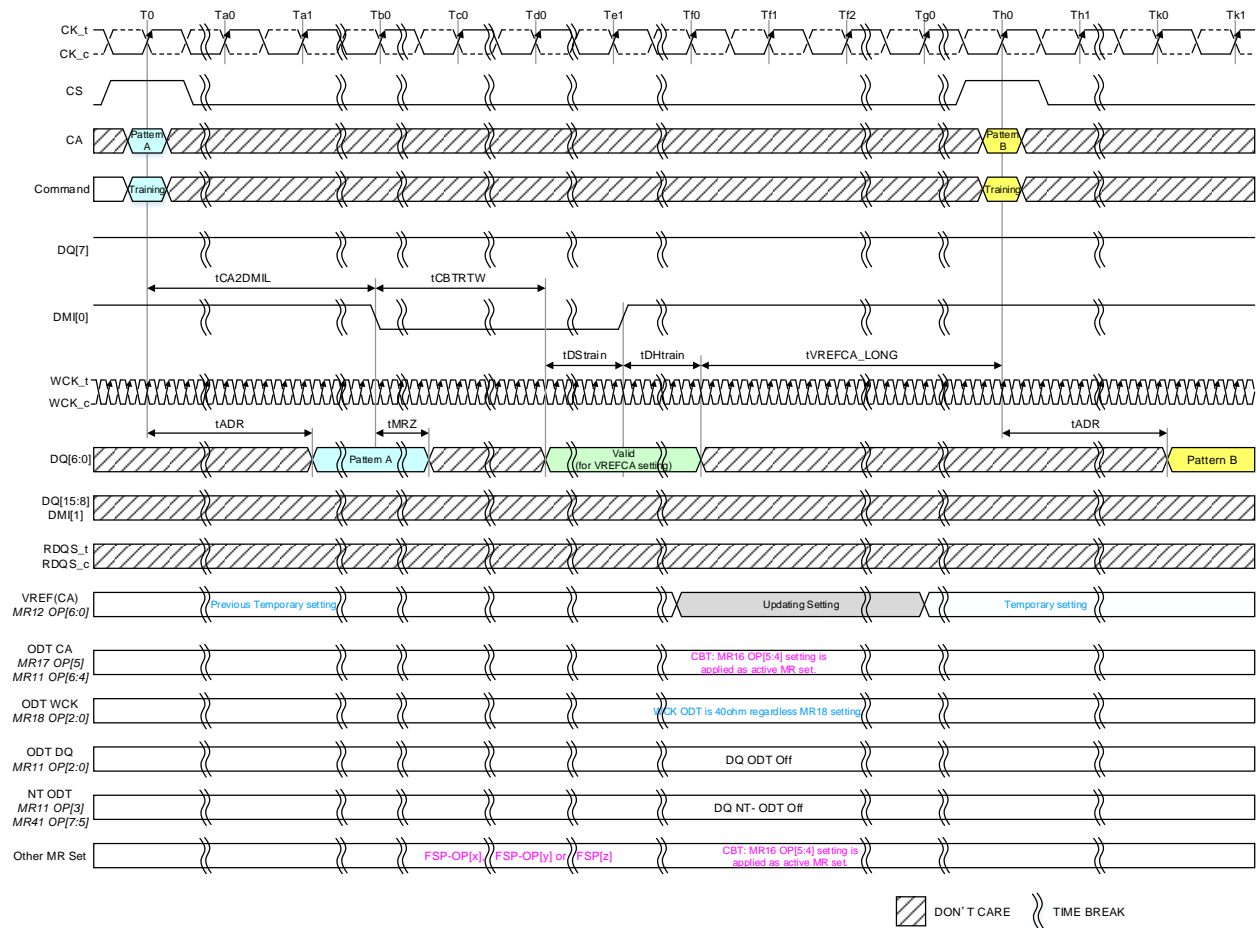 T0 Ta0 Ta1 Tb0 Tc0 Td0 Te1 Tf0 Tf1 Tf2 Tg0 Th0 Th1 Tk0 Tk1
CK_t
CK_c
CS
CA
Pattern
A
Pattern
B
Command
Training
Training
DQ[7]
tCA2DMIL
tCBTRTW
DMI[0]
tDStrain
tDHtrain
tVREFCA_LONG
WCK_t
WCK_c
tADR
tMRZ
tADR
DQ[6:0]
Pattern A
Valid
(for VREFCA setting)
Pattern B
DQ[15:8]
DMI[1]
RDQS_t
RDQS_c
VREF(CA)
MR12 OP[6:0]
Previous Temporary setting
Updating Setting
Temporary setting
ODT CA
MR17 OP[5]
MR11 OP[6:4]
CBT: MR16 OP[5:4] setting is
applied as active MR set.
ODT WCK
MR18 OP[2:0]
WCK ODT is 40ohm regardless MR18 setting
ODT DQ
MR11 OP[2:0]
DQ ODT Off
NT ODT
MR11 OP[3]
MR41 OP[7:5]
DQ NT- ODT Off
Other MR Set
FSP-OP[x], FSP-OP[y] or FSP[z]
CBT: MR16 OP[5:4] setting is
applied as active MR set.
DON'T CARE
TIME BREAK